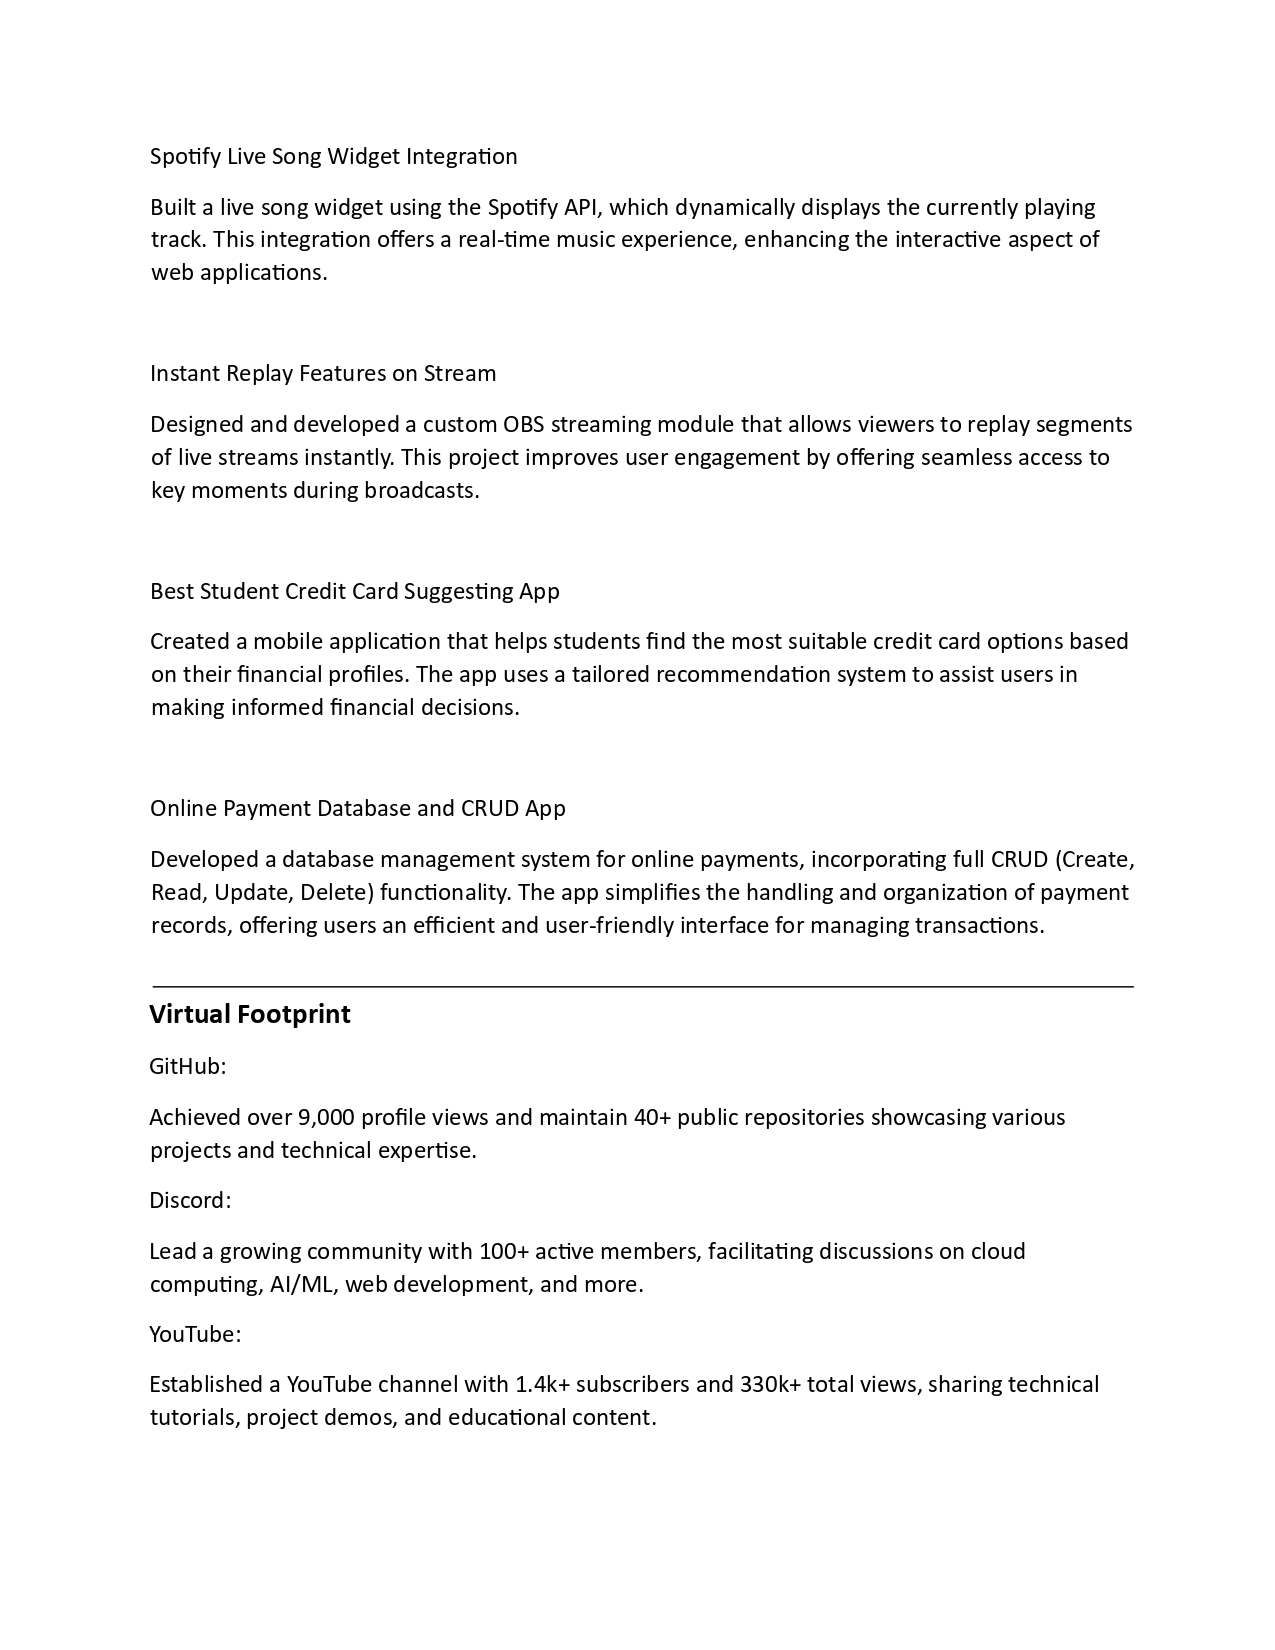 Spotify Live Song Widget Integration
Built a live song widget using the Spotify API, which dynamically displays the currently playing
track. This integration offers a real-time music experience, enhancing the interactive aspect of
web applications.
Instant Replay Features on Stream
Designed and developed a custom OBS streaming module that allows viewers to replay segments
of live streams instantly. This project improves user engagement by offering seamless access to
key moments during broadcasts.
Best Student Credit Card Suggesting App
Created a mobile application that helps students find the most suitable credit card options based
on their financial profiles. The app uses a tailored recommendation system to assist users in
making informed financial decisions.
Online Payment Database and CRUD App
Developed a database management system for online payments, incorporating full CRUD (Create,
Read, Update, Delete) functionality. The app simplifies the handling and organization of payment
records, offering users an efficient and user-friendly interface for managing transactions.
Virtual Footprint
GitHub:
Achieved over 9,000 profile views and maintain 40+ public repositories showcasing various
projects and technical expertise.
Discord:
Lead a growing community with 100+ active members, facilitating discussions on cloud
computing, AI/ML, web development, and more.
YouTube:
Established a YouTube channel with 1.4k+ subscribers and 330k+ total views, sharing technical
tutorials, project demos, and educational content.